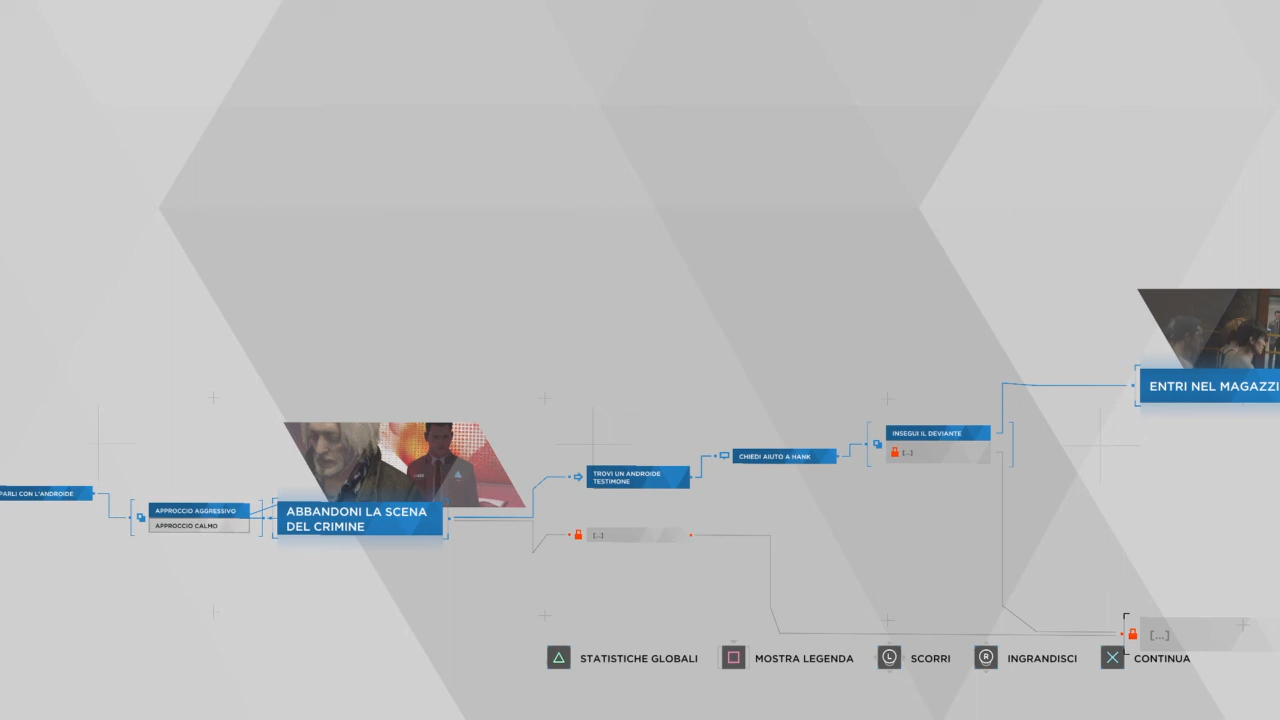 PARLI CON L'ANDROIDE
APPROCCIO AGGRESSIVO
APPROCCIO CALMO
ABBANDONI LA SCENA
DEL CRIMINE
TROVI UN ANDROIDE
TESTIMONE
[...]
CHIEDI AIUTO A HANK
INSEGUI IL DEVIANTE
[...]
ENTRI NEL MAGAZZI
[...]
STATISTICHE GLOBALI
MOSTRA LEGENDA
L
SCORRI
R
INGRANDISCI
CONTINUA